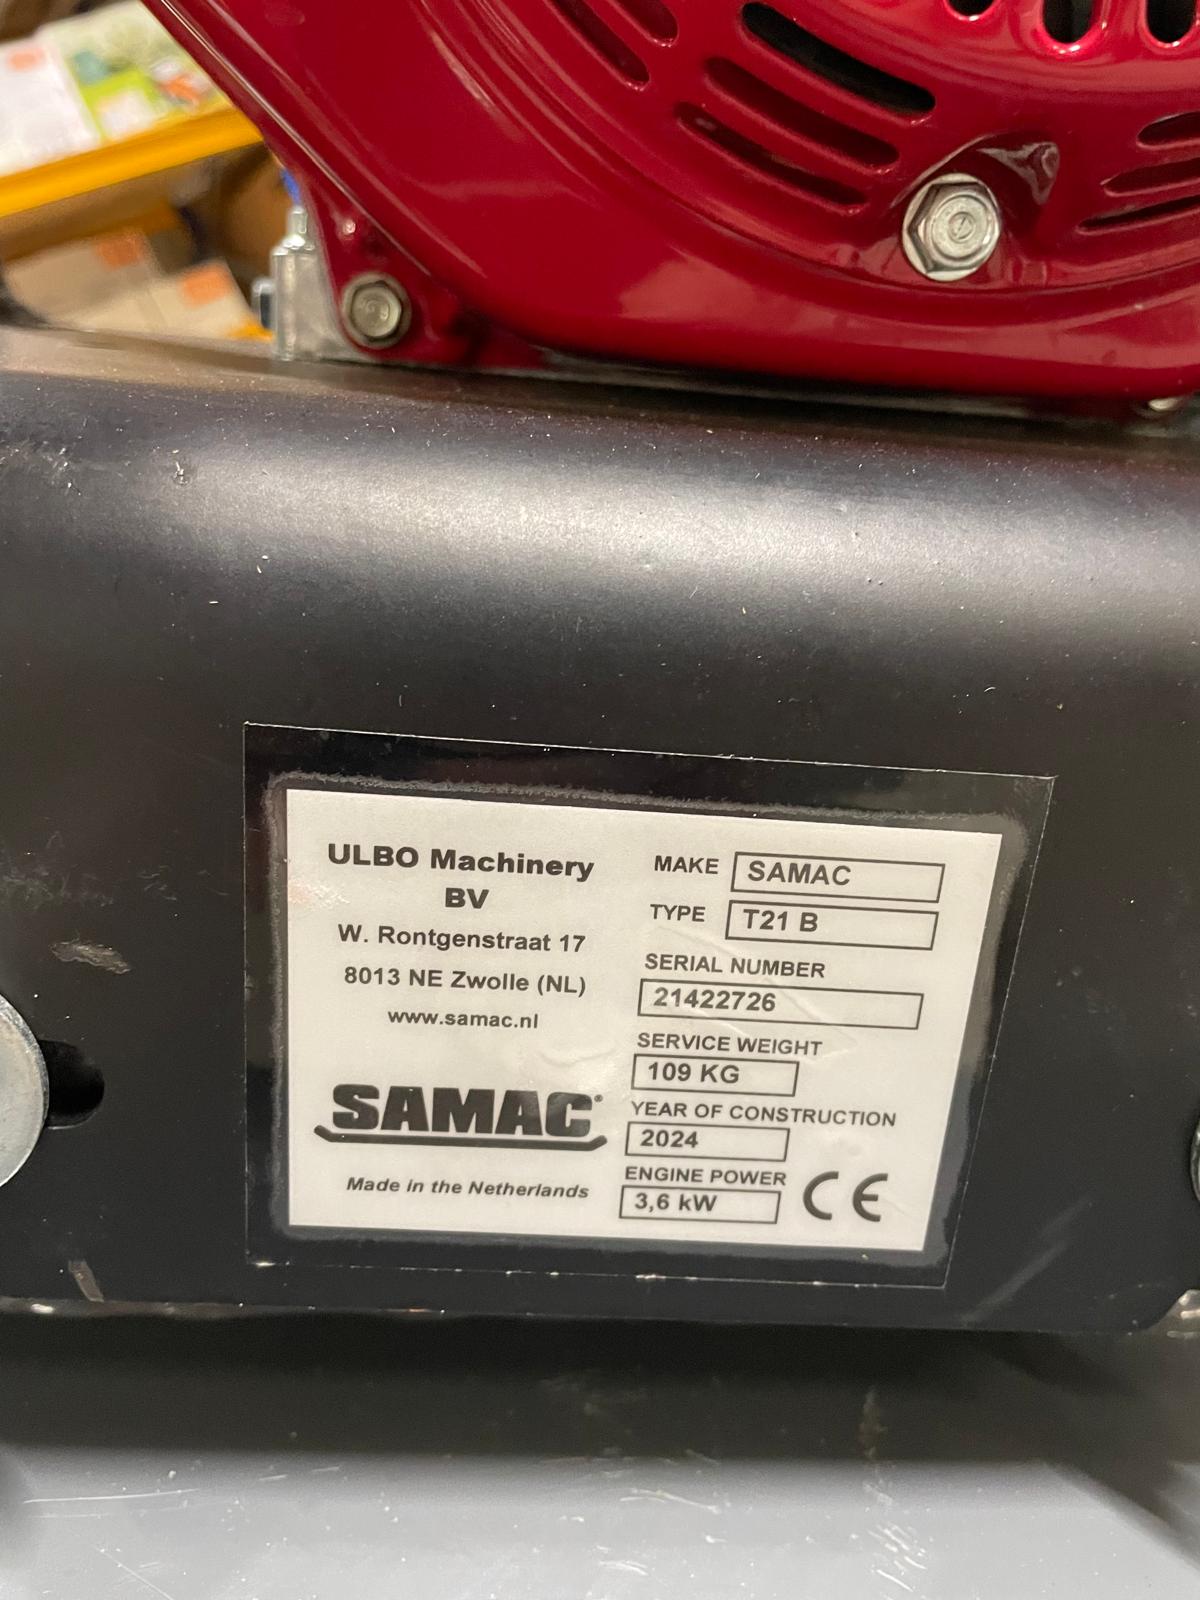 ULBO Machinery
BV
W. Rontgenstraat 17
8013 NE Zwolle (NL)
www.samac.nl
SAMAC®
Made in the Netherlands
MAKE SAMAC
TYPE T21 B
SERIAL NUMBER
21422726
SERVICE WEIGHT
109 KG
YEAR OF CONSTRUCTION
2024
ENGINE POWER
3,6 kW
CE